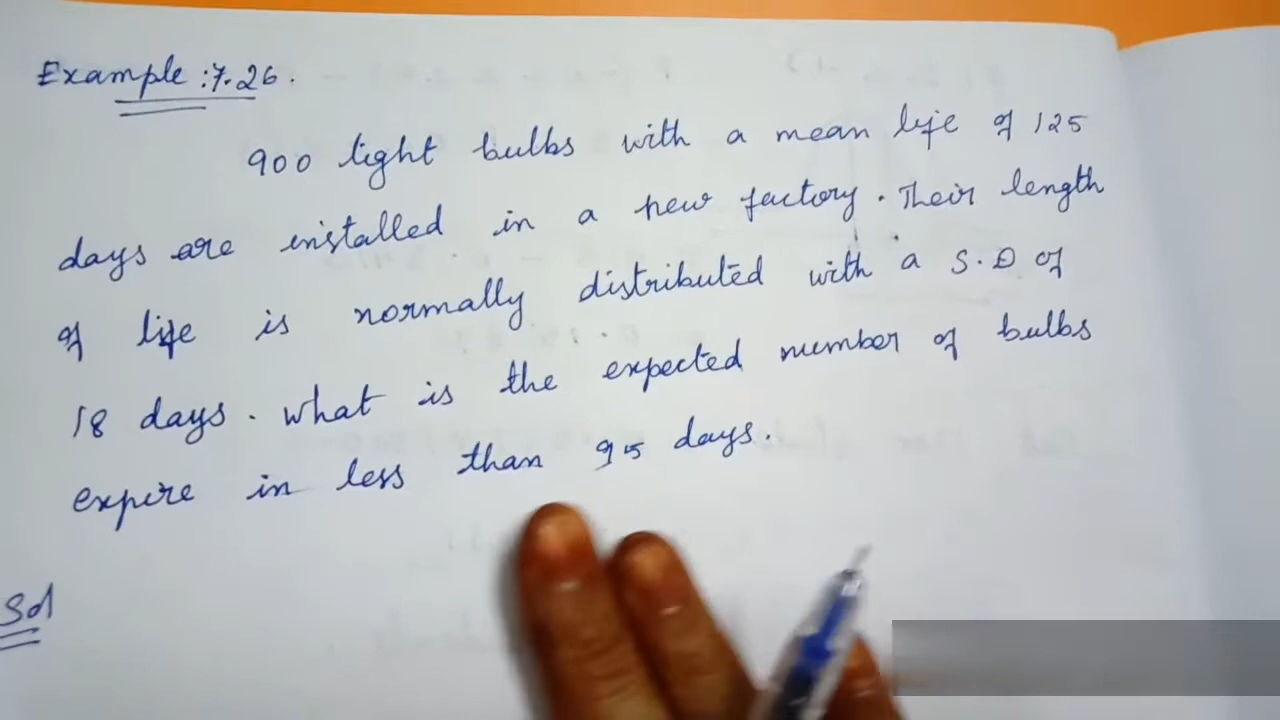 Example : 7.26.
900 light bulbs with a mean life of 125
days are installed in a new factory. Their length
of life is normally distributed with a S.D of
18 days. What is the expected number of bulbs
expire in less than 95 days.
Sol